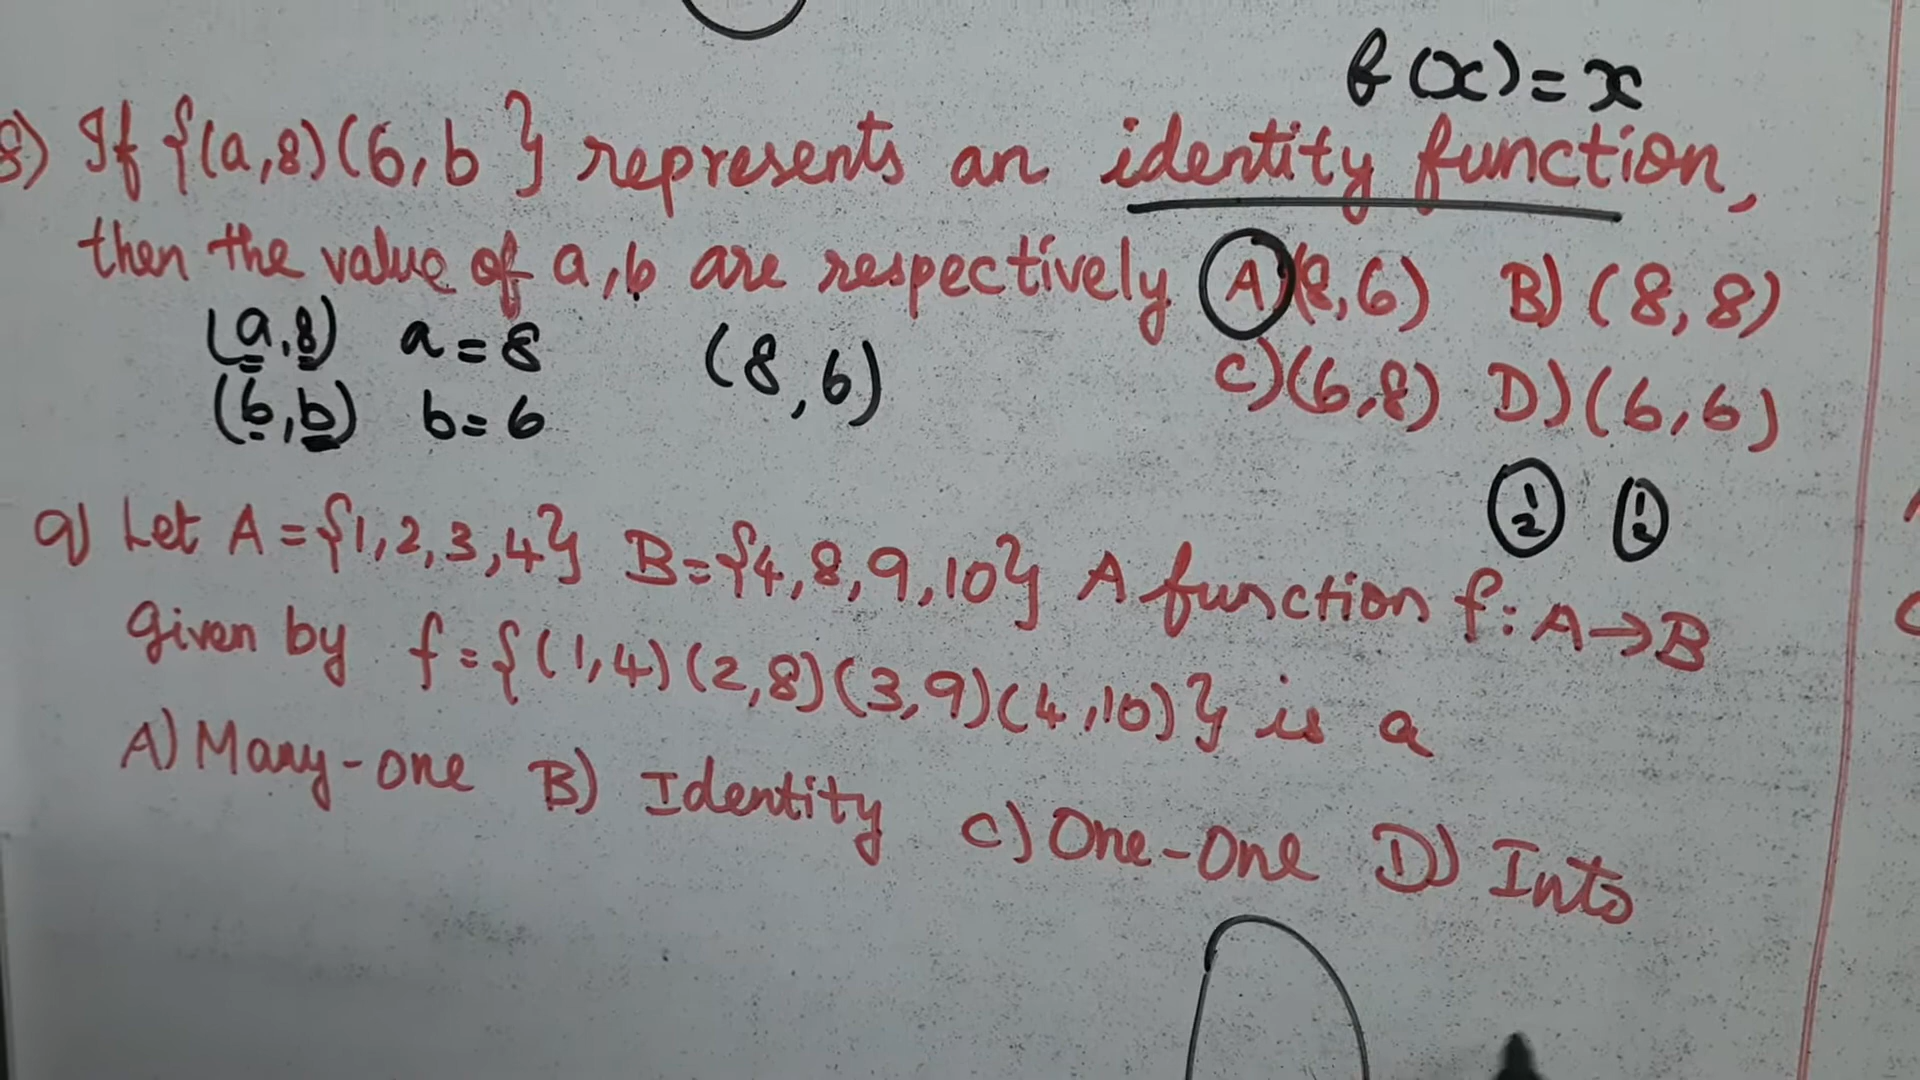 f(x)=x
8) If {(a,8)(6,b } represents an identity function,
then the value of a,b are respectively A)(8,6) B)(8,8)
(a,8) a=8 (8,6) C)(6,8) D)(6,6)
(6,b) b=6
9) Let A={1,2,3,4} B={4,8,9,10} A function f:A→B
given by f={(1,4)(2,8)(3,9)(4,10)} is a
A) Many-one B) Identity C) One-One D) Into